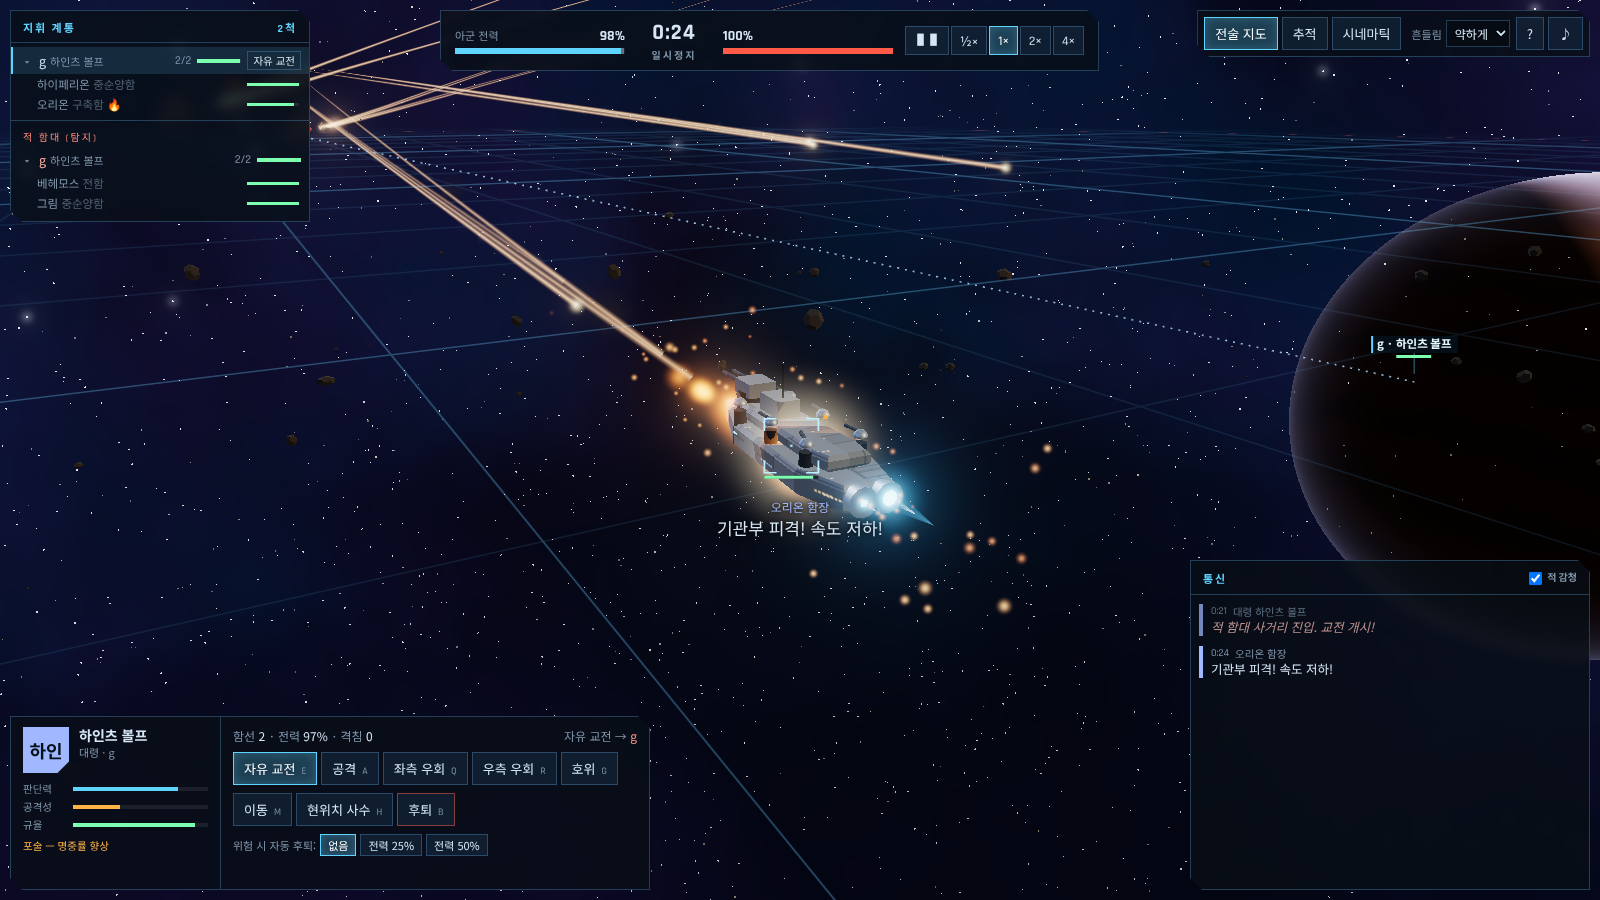 지휘 계통 2척
g 하인츠 볼프 2/2 자유 교전
하이페리온 중순양함
오리온 구축함 🔥
적 함대 (탐지)
g 하인츠 볼프 2/2
베헤모스 전함
그림 중순양함
아군 전력 98% 0:24 100%
일시정지
½× 1× 2× 4×
전술 지도 추적 시네마틱 흔들림 약하게 ? ♪
g · 하인츠 볼프
오리온 함장
기관부 피격! 속도 저하!
통신 적 감청
0:21 대령 하인츠 볼프
적 함대 사거리 진입. 교전 개시!
0:24 오리온 함장
기관부 피격! 속도 저하!
하인 하인츠 볼프
대령 · g
판단력
공격성
규율
포술 — 명중률 향상
함선 2 · 전력 97% · 격침 0 자유 교전 → g
자유 교전 E 공격 A 좌측 우회 Q 우측 우회 R 호위 G
이동 M 현위치 사수 H 후퇴 B
위험 시 자동 후퇴: 없음 전력 25% 전력 50%